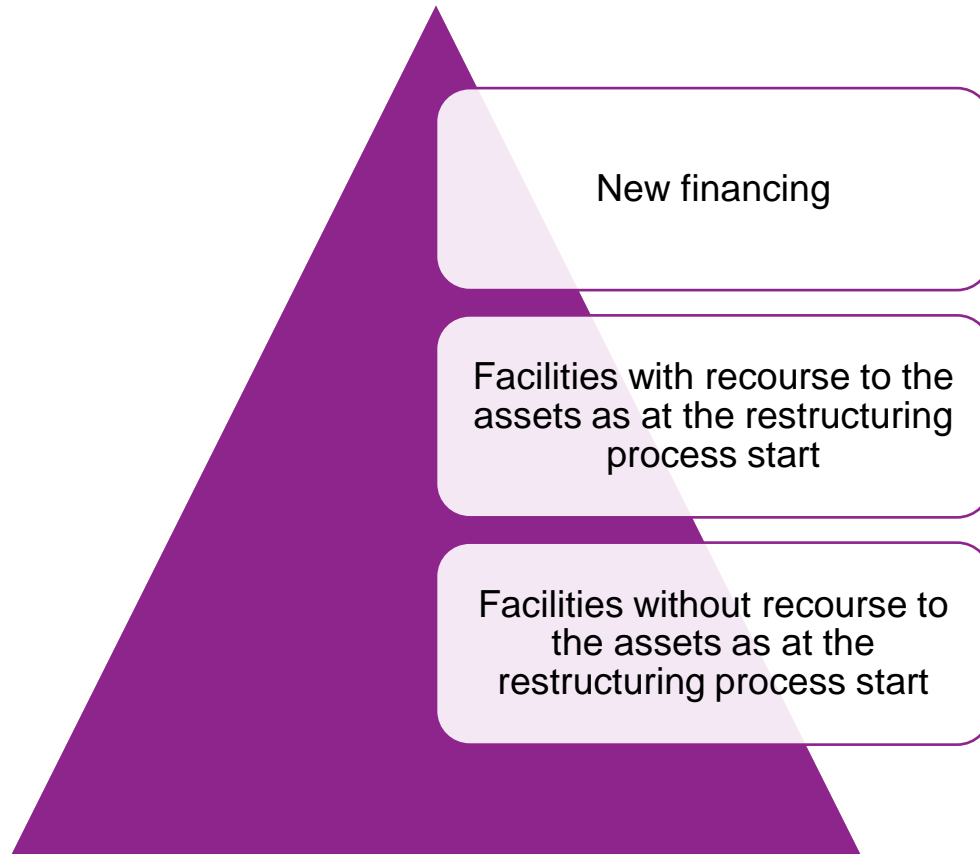 New financing
Facilities with recourse to the
assets as at the restructuring
process start
Facilities without recourse to
the assets as at the
restructuring process start